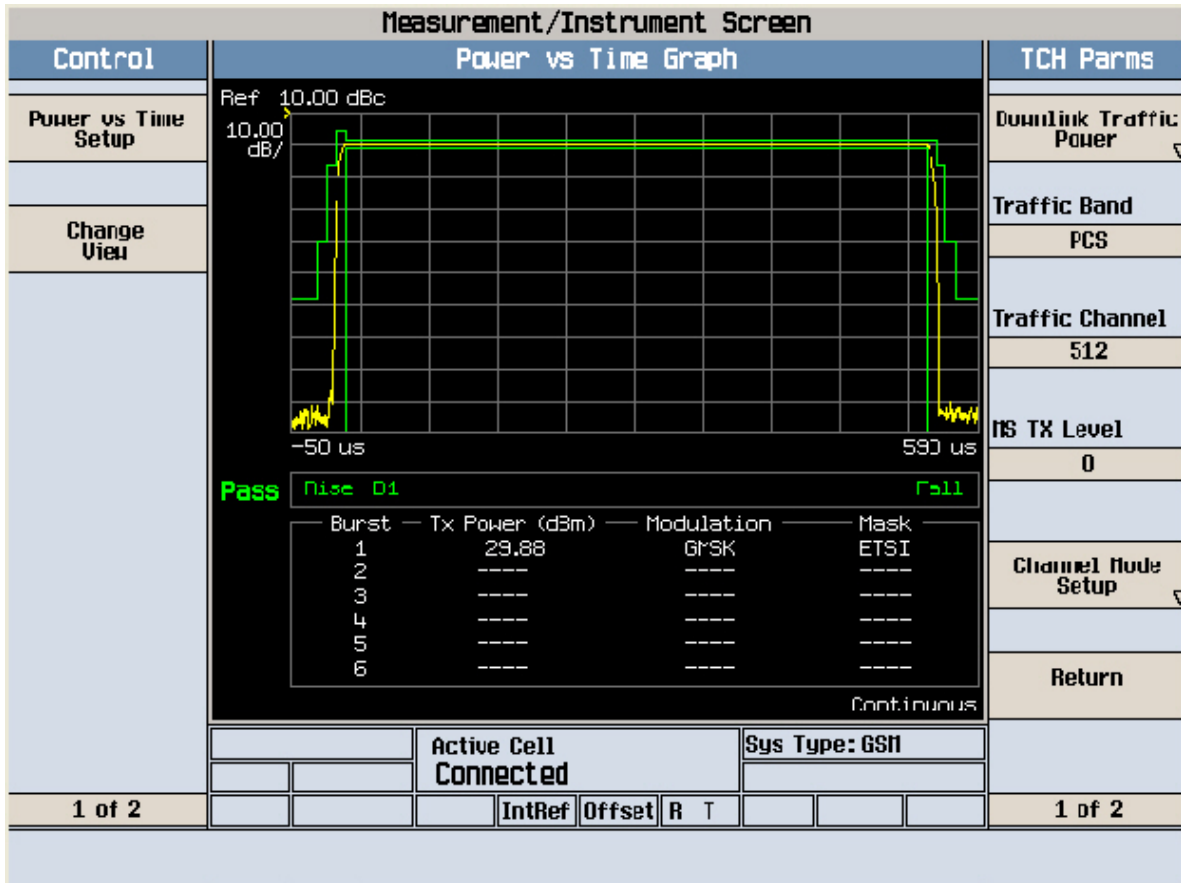 Measurement/Instrument Screen
Control
Power vs Time Graph
TCH Parms
Power vs Time
Setup
Change
View
1 of 2
Ref 10.00 dBc
10.00
dB/
-50 us
590 us
Pass
Rise B1
Fall
Burst Tx Power (dBm) Modulation Mask
1 29.88 GMSK ETSI
2 ---- ---- ----
3 ---- ---- ----
4 ---- ---- ----
5 ---- ---- ----
6 ---- ---- ----
Continuous
Active Cell
Connected
Sys Type: GSM
IntRef Offset R T
Downlink Traffic
Power
Traffic Band
PCS
Traffic Channel
512
MS TX Level
0
Channel Mode
Setup
Return
1 of 2